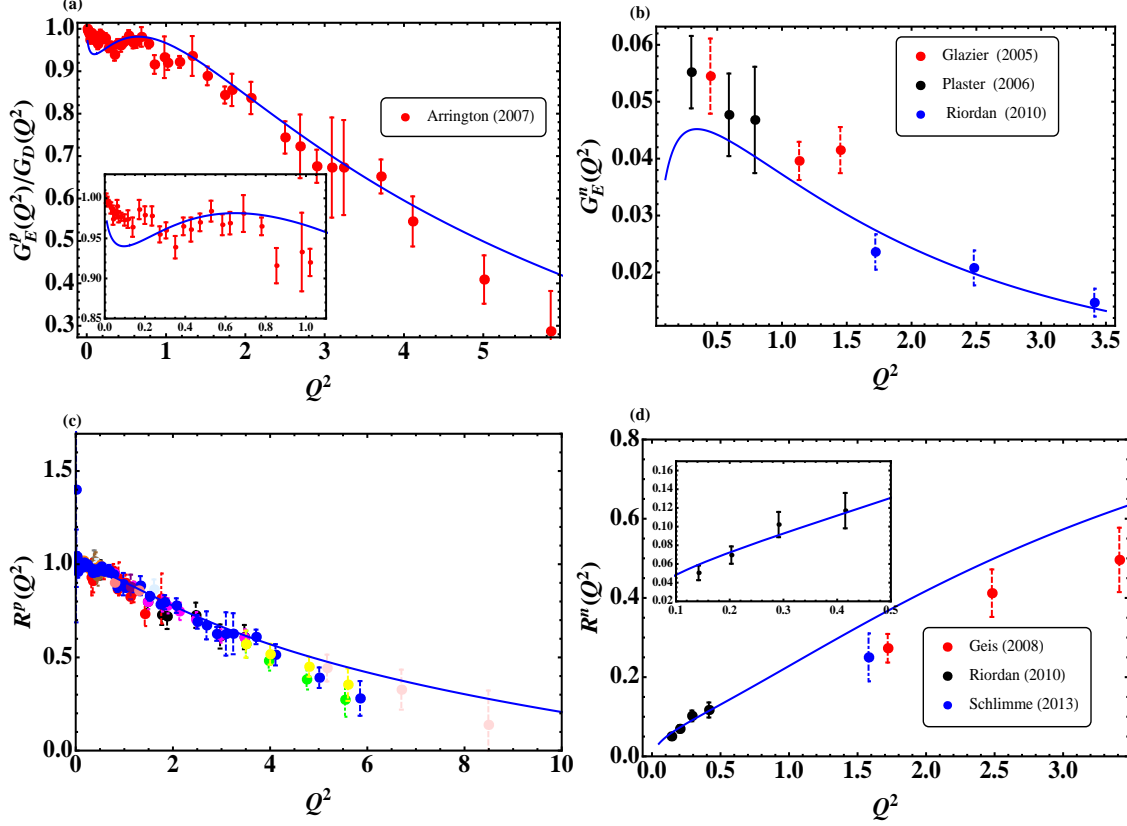 (a)
G_E^p(Q^2)/G_D(Q^2)
1.0
0.9
0.8
0.7
0.6
0.5
0.4
0.3
0 1 2 3 4 5
Q^2
Arrington (2007)
1.00
0.95
0.90
0.85
0.0 0.2 0.4 0.6 0.8 1.0
(b)
G_E^n(Q^2)
0.06
0.05
0.04
0.03
0.02
0.5 1.0 1.5 2.0 2.5 3.0 3.5
Q^2
Glazier (2005)
Plaster (2006)
Riordan (2010)
(c)
R^p(Q^2)
1.5
1.0
0.5
0.0
0 2 4 6 8 10
Q^2
(d)
R^n(Q^2)
0.8
0.6
0.4
0.2
0.0
0.0 0.5 1.0 1.5 2.0 2.5 3.0
Q^2
0.16
0.14
0.12
0.10
0.08
0.06
0.04
0.02
0.1 0.2 0.3 0.4 0.5
Geis (2008)
Riordan (2010)
Schlimme (2013)